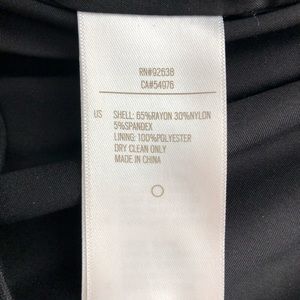 RN#92638
CA#54976
US SHELL: 65%RAYON 30%NYLON
5%SPANDEX
LINING: 100%POLYESTER
DRY CLEAN ONLY
MADE IN CHINA